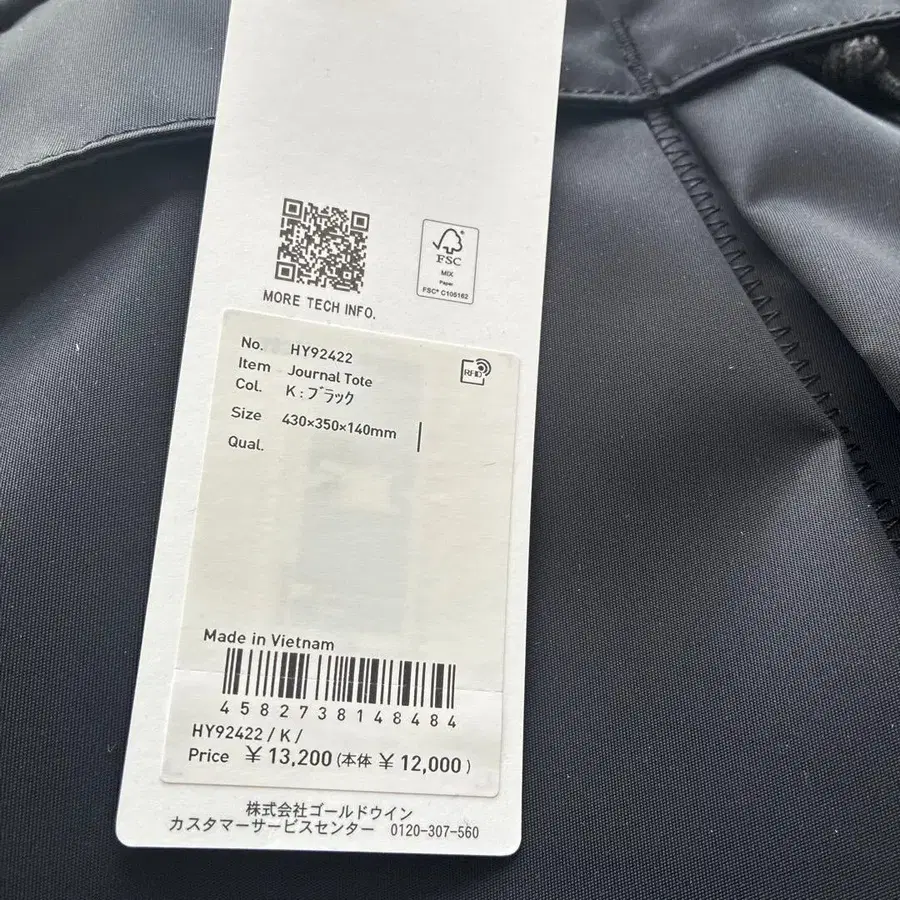 FSC®
MIX
Paper
FSC® C105162
MORE TECH INFO.
No. HY92422
RFID
Item Journal Tote
Col. K:ブラック
Size 430×350×140mm
Qual.
Made in Vietnam
4582738148484
HY92422 / K /
Price ¥ 13,200 (本体 ¥ 12,000 )
株式会社ゴールドウイン
カスタマーサービスセンター 0120-307-560